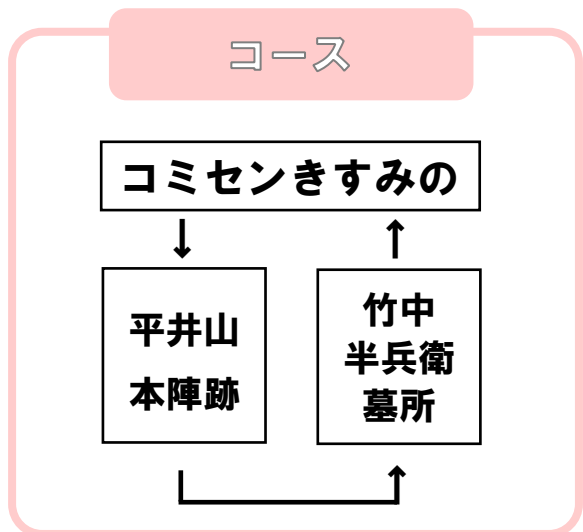 コース
コミセンきすみの
平井山
本陣跡
竹中
半兵衛
墓所